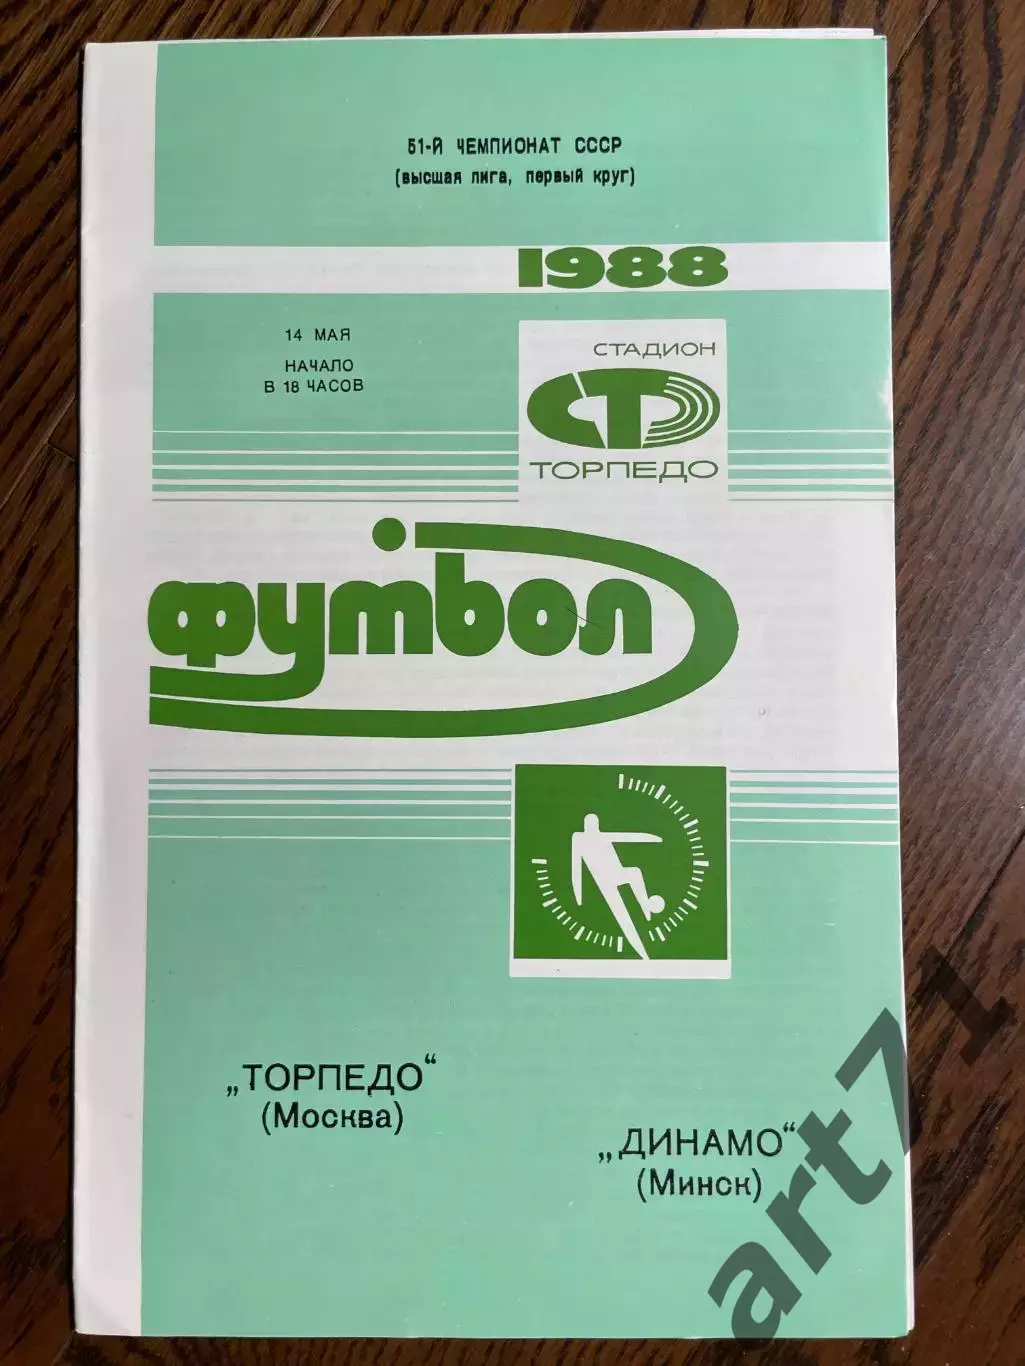 51-Й ЧЕМПИОНАТ СССР
(высшая лига, первый круг)
1988
14 МАЯ
НАЧАЛО
В 18 ЧАСОВ
СТАДИОН
ТОРПЕДО
футбол
„ТОРПЕДО“
(Москва)
„ДИНАМО“
(Минск)
art71